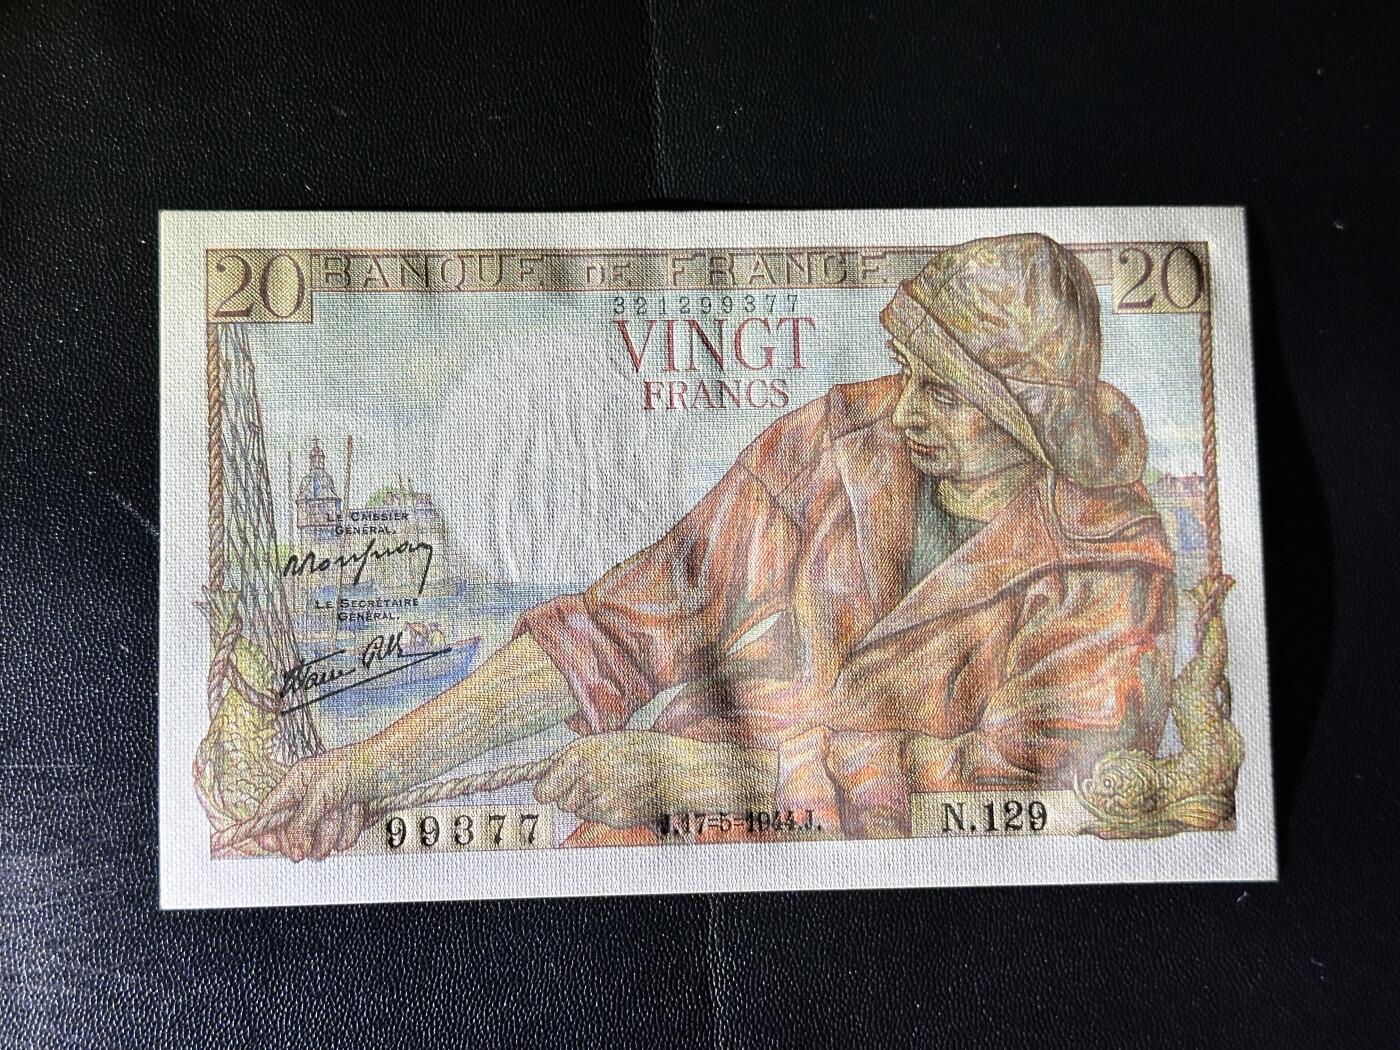 20 BANQUE DE FRANCE 20
321299377
VINGT
FRANCS
LE CAISSIER
GÉNÉRAL.
LE SECRÉTAIRE
GÉNÉRAL.
99377 J.17=5=1944.J. N.129